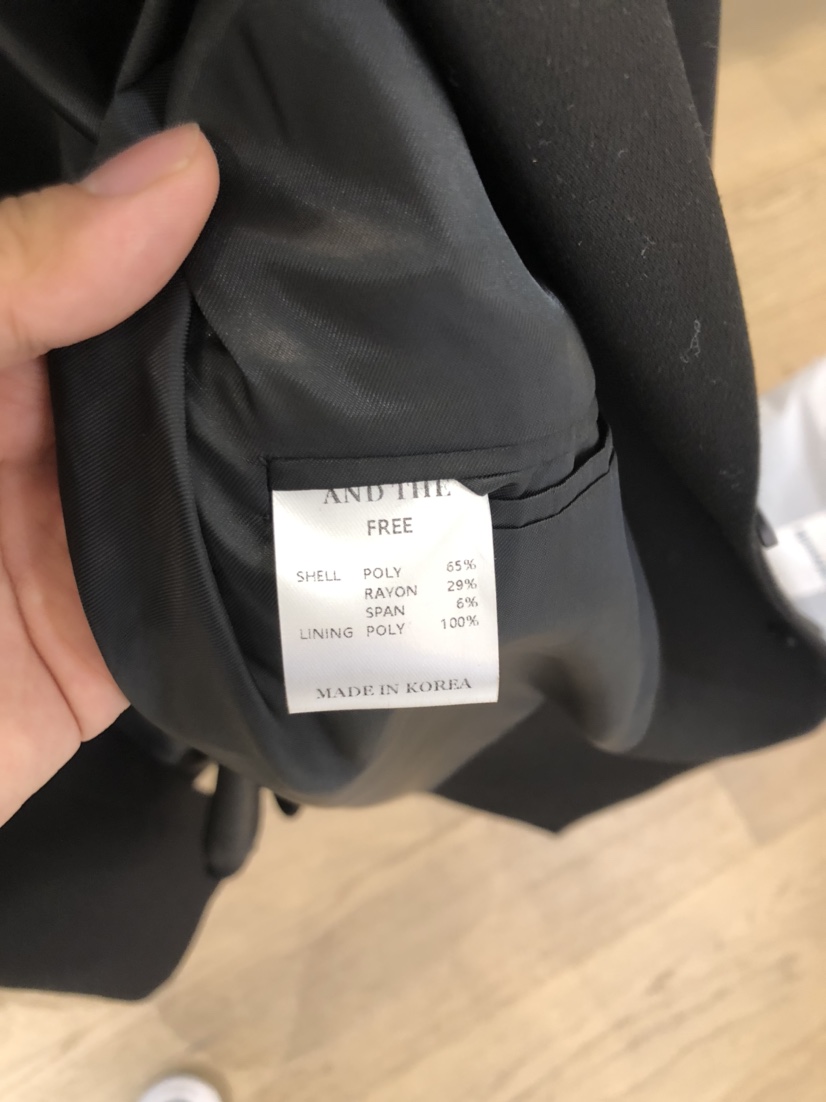 AND THE
FREE
SHELL POLY 65%
RAYON 29%
SPAN 6%
LINING POLY 100%
MADE IN KOREA